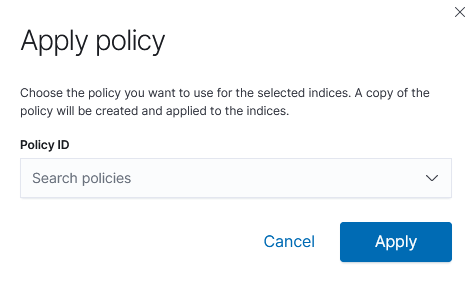 Apply policy
Choose the policy you want to use for the selected indices. A copy of the
policy will be created and applied to the indices.
Policy ID
Search policies
Cancel
Apply